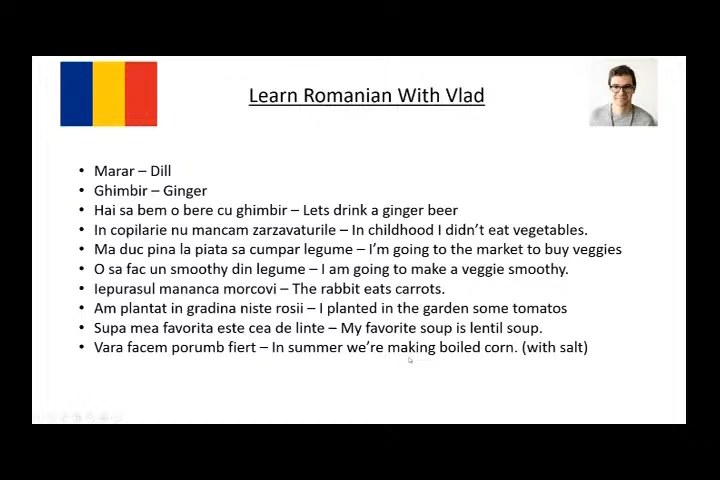 Learn Romanian With Vlad
• Marar – Dill
• Ghimbir – Ginger
• Hai sa bem o bere cu ghimbir – Lets drink a ginger beer
• In copilarie nu mancam zarzavaturile – In childhood I didn't eat vegetables.
• Ma duc pina la piata sa cumpar legume – I'm going to the market to buy veggies
• O sa fac un smoothy din legume – I am going to make a veggie smoothy.
• Iepurasul mananca morcovi – The rabbit eats carrots.
• Am plantat in gradina niste rosii – I planted in the garden some tomatos
• Supa mea favorita este cea de linte – My favorite soup is lentil soup.
• Vara facem porumb fiert – In summer we're making boiled corn. (with salt)